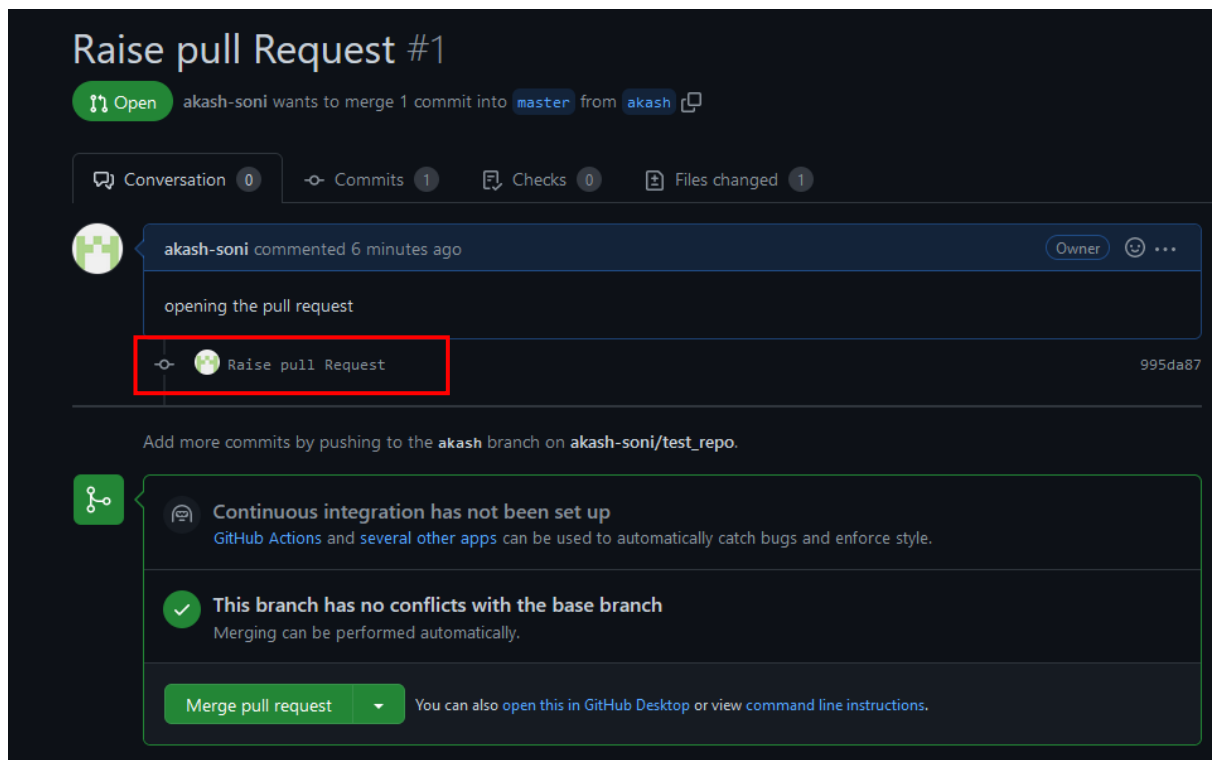 Raise pull Request #1
Open akash-soni wants to merge 1 commit into master from akash
Conversation 0 Commits 1 Checks 0 Files changed 1
akash-soni commented 6 minutes ago Owner
opening the pull request
Raise pull Request 995da87
Add more commits by pushing to the akash branch on akash-soni/test_repo.
Continuous integration has not been set up
GitHub Actions and several other apps can be used to automatically catch bugs and enforce style.
This branch has no conflicts with the base branch
Merging can be performed automatically.
Merge pull request You can also open this in GitHub Desktop or view command line instructions.